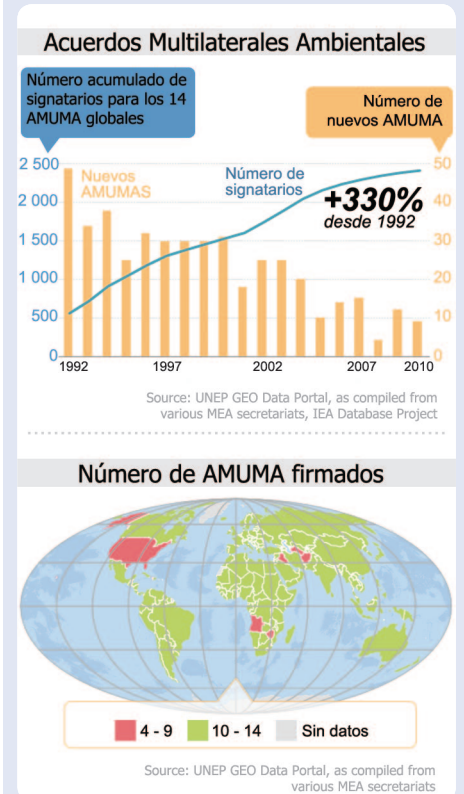 Acuerdos Multilaterales Ambientales
Número acumulado de
signatarios para los 14
AMUMA globales
Número de
nuevos AMUMA
2 500
2 000
1 500
1 000
500
0
Nuevos
AMUMAS
Número de
signatarios
+330%
desde 1992
50
40
30
20
10
0
1992
1997
2002
2007
2010
Source: UNEP GEO Data Portal, as compiled from
various MEA secretariats, IEA Database Project
Número de AMUMA firmados
4 - 9
10 - 14
Sin datos
Source: UNEP GEO Data Portal, as compiled from
various MEA secretariats